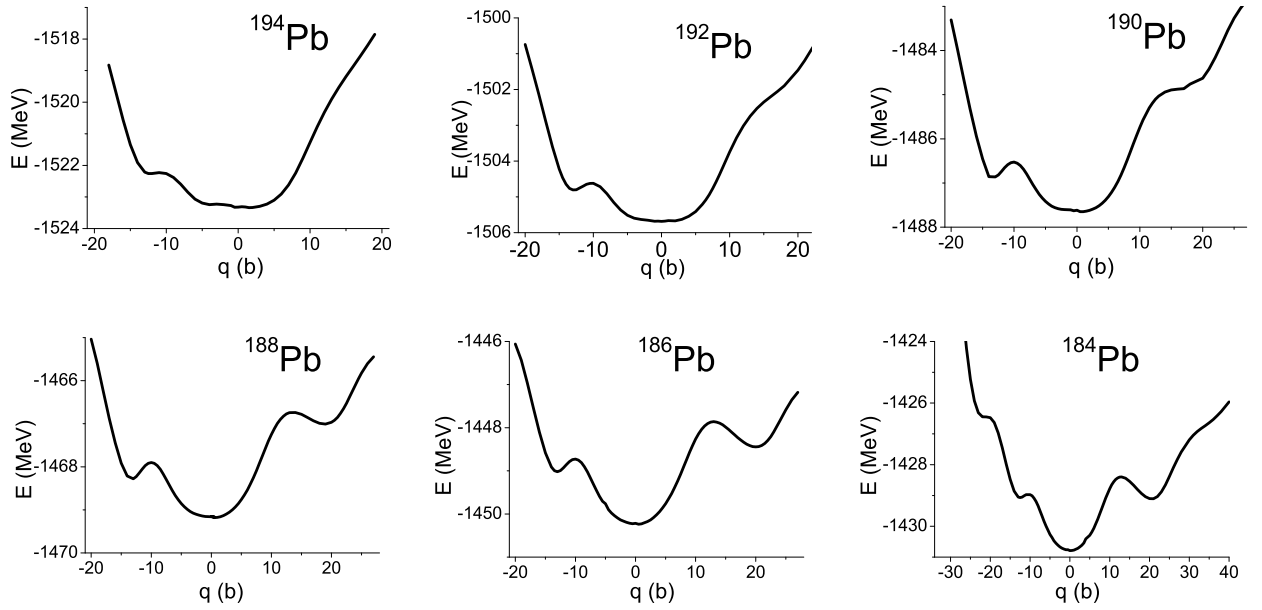 194Pb
E (MeV)
-1518
-1520
-1522
-1524
-20 -10 0 10 20
q (b)
192Pb
E (MeV)
-1500
-1502
-1504
-1506
-20 -10 0 10 20
q (b)
190Pb
E (MeV)
-1484
-1486
-1488
-20 -10 0 10 20
q (b)
188Pb
E (MeV)
-1466
-1468
-1470
-20 -10 0 10 20
q (b)
186Pb
E (MeV)
-1446
-1448
-1450
-20 -10 0 10 20
q (b)
184Pb
E (MeV)
-1424
-1426
-1428
-1430
-30 -20 -10 0 10 20 30 40
q (b)